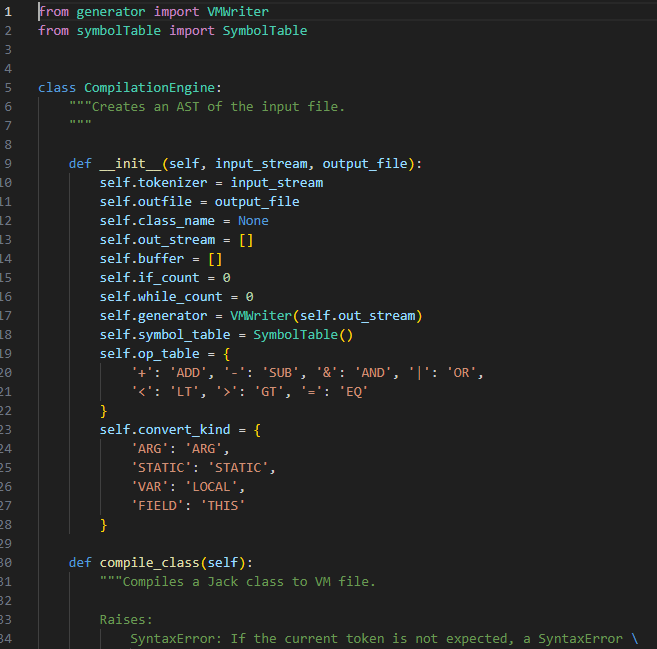 1 from generator import VMWriter
2 from symbolTable import SymbolTable
3
4
5 class CompilationEngine:
6     """Creates an AST of the input file.
7     """
8
9     def __init__(self, input_stream, output_file):
10         self.tokenizer = input_stream
11         self.outfile = output_file
12         self.class_name = None
13         self.out_stream = []
14         self.buffer = []
15         self.if_count = 0
16         self.while_count = 0
17         self.generator = VMWriter(self.out_stream)
18         self.symbol_table = SymbolTable()
19         self.op_table = {
20             '+': 'ADD', '-': 'SUB', '&': 'AND', '|': 'OR',
21             '<': 'LT', '>': 'GT', '=': 'EQ'
22         }
23         self.convert_kind = {
24             'ARG': 'ARG',
25             'STATIC': 'STATIC',
26             'VAR': 'LOCAL',
27             'FIELD': 'THIS'
28         }
29
30     def compile_class(self):
31         """Compiles a Jack class to VM file.
32
33         Raises:
34             SyntaxError: If the current token is not expected, a SyntaxError \